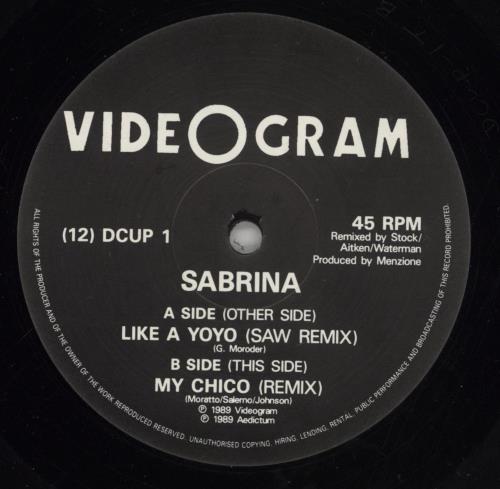 VIDEOGRAM
(12) DCUP 1
45 RPM
Remixed by Stock/
Aitken/Waterman
Produced by Menzione
SABRINA
A SIDE (OTHER SIDE)
LIKE A YOYO (SAW REMIX)
(G. Moroder)
B SIDE (THIS SIDE)
MY CHICO (REMIX)
(Moratto/Salerno/Johnson)
℗ 1989 Videogram
℗ 1989 Aedictum
ALL RIGHTS OF THE PRODUCER AND OF THE OWNER OF THE WORK REPRODUCED RESERVED. UNAUTHORISED COPYING, HIRING, LENDING, RENTAL, PUBLIC PERFORMANCE AND BROADCASTING OF THIS RECORD PROHIBITED.